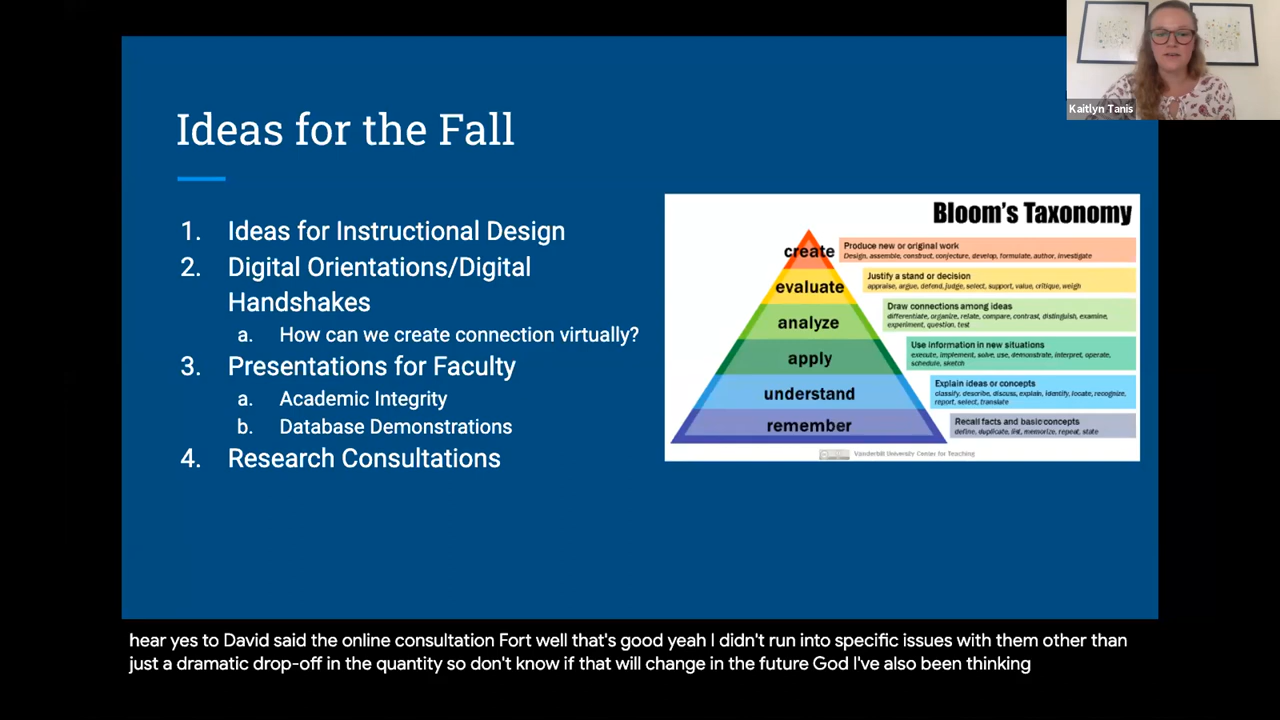 Kaitlyn Tanis
Ideas for the Fall
1. Ideas for Instructional Design
2. Digital Orientations/Digital
Handshakes
a. How can we create connection virtually?
3. Presentations for Faculty
a. Academic Integrity
b. Database Demonstrations
4. Research Consultations
Bloom's Taxonomy
create
Produce new or original work
Design, assemble, construct, conjecture, develop, formulate, author, investigate
evaluate
Justify a stand or decision
appraise, argue, defend, judge, select, support, value, critique, weigh
analyze
Draw connections among ideas
differentiate, organize, relate, compare, contrast, distinguish, examine,
experiment, question, test
apply
Use information in new situations
execute, implement, solve, use, demonstrate, interpret, operate,
schedule, sketch
understand
Explain ideas or concepts
classify, describe, discuss, explain, identify, locate, recognize,
report, select, translate
remember
Recall facts and basic concepts
define, duplicate, list, memorize, repeat, state
Vanderbilt University Center for Teaching
hear yes to David said the online consultation Fort well that's good yeah I didn't run into specific issues with them other than
just a dramatic drop-off in the quantity so don't know if that will change in the future God I've also been thinking